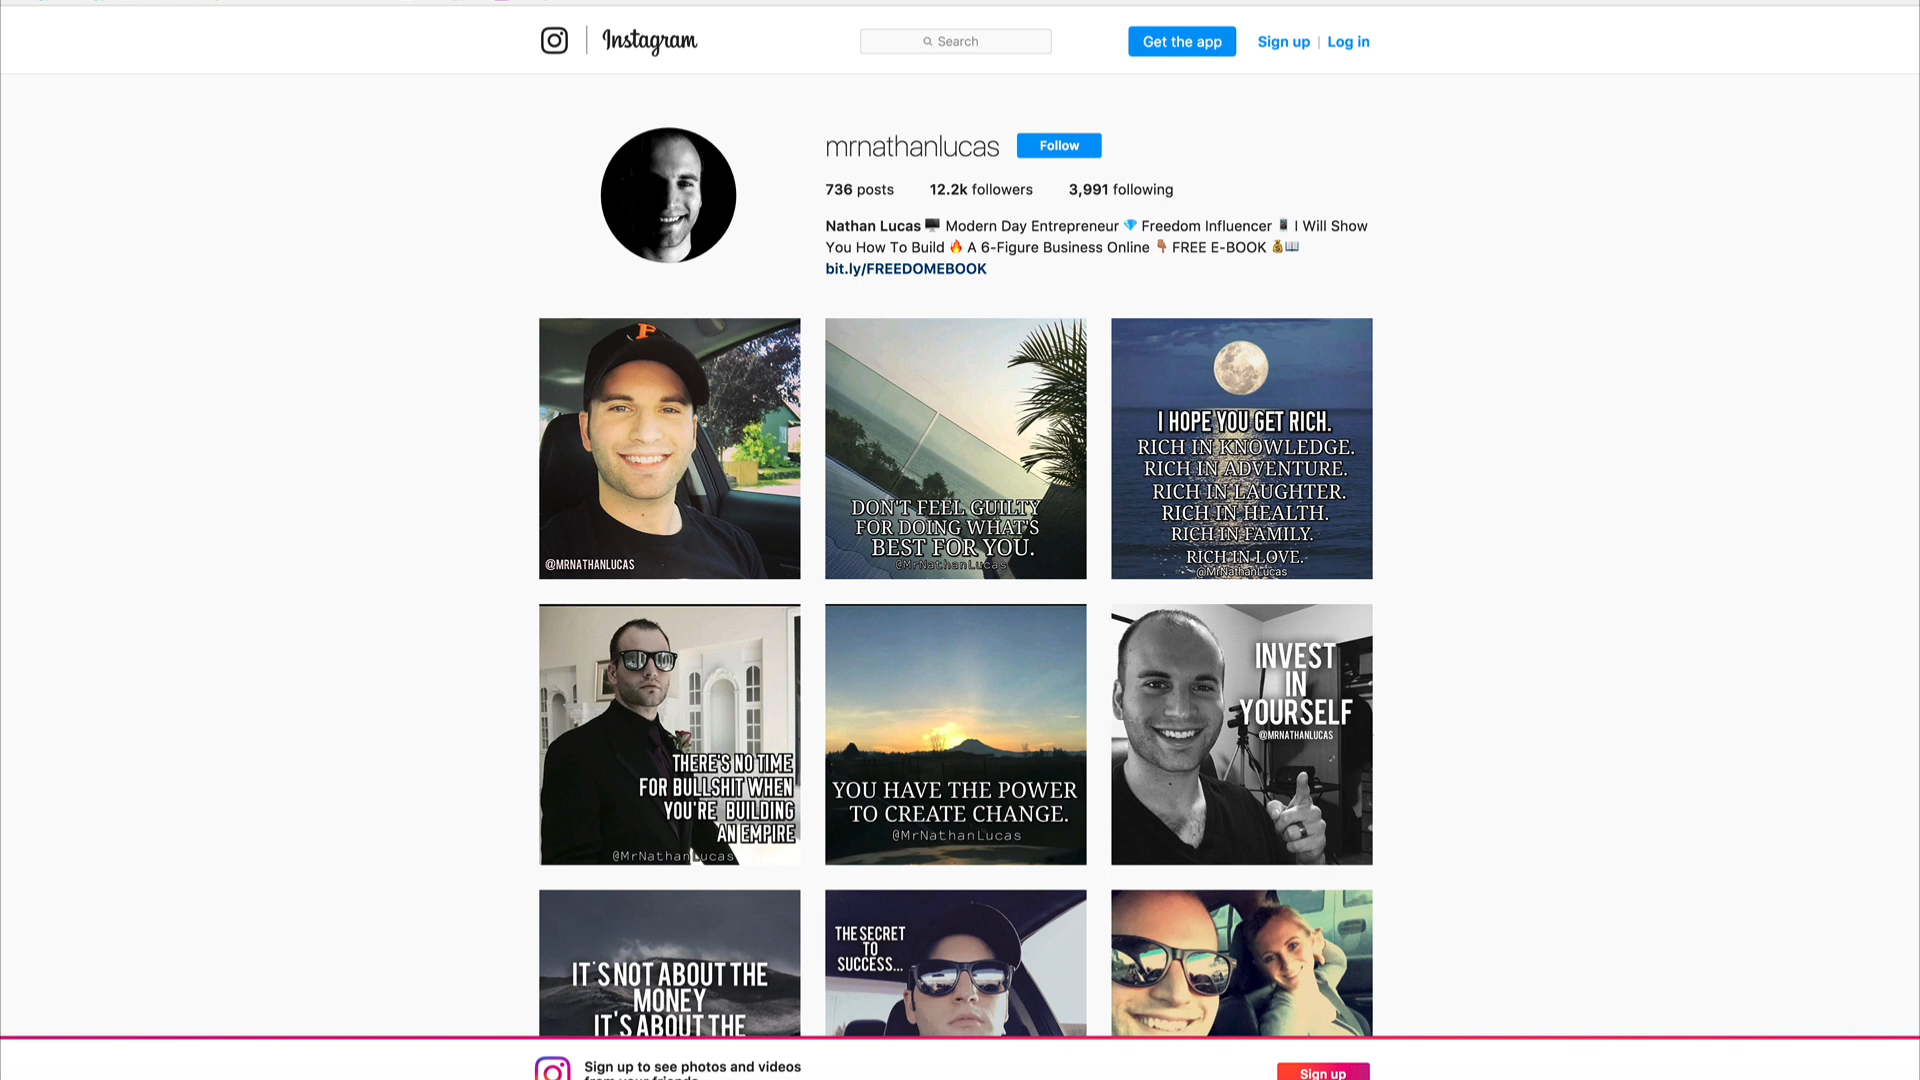 Instagram
Search
Get the app
Sign up | Log in
mrnathanlucas
Follow
736 posts 12.2k followers 3,991 following
Nathan Lucas 🖥 Modern Day Entrepreneur 💎 Freedom Influencer 📱 I Will Show
You How To Build 🔥 A 6-Figure Business Online 👇🏽 FREE E-BOOK 💰📖
bit.ly/FREEDOMEBOOK
F
@MRNATHANLUCAS
DON'T FEEL GUILTY
FOR DOING WHAT'S
BEST FOR YOU.
@MrNathanLucas
I HOPE YOU GET RICH.
RICH IN KNOWLEDGE.
RICH IN ADVENTURE.
RICH IN LAUGHTER.
RICH IN HEALTH.
RICH IN FAMILY.
RICH IN LOVE.
@MrNathanLucas
THERE'S NO TIME
FOR BULLSHIT WHEN
YOU'RE BUILDING
AN EMPIRE
@MrNathanLucas
YOU HAVE THE POWER
TO CREATE CHANGE.
@MrNathanLucas
INVEST
IN
YOURSELF
@MRNATHANLUCAS
IT'S NOT ABOUT THE
MONEY
IT'S ABOUT THE
THE SECRET
TO
SUCCESS...
Sign up to see photos and videos
from your friends
Sign up